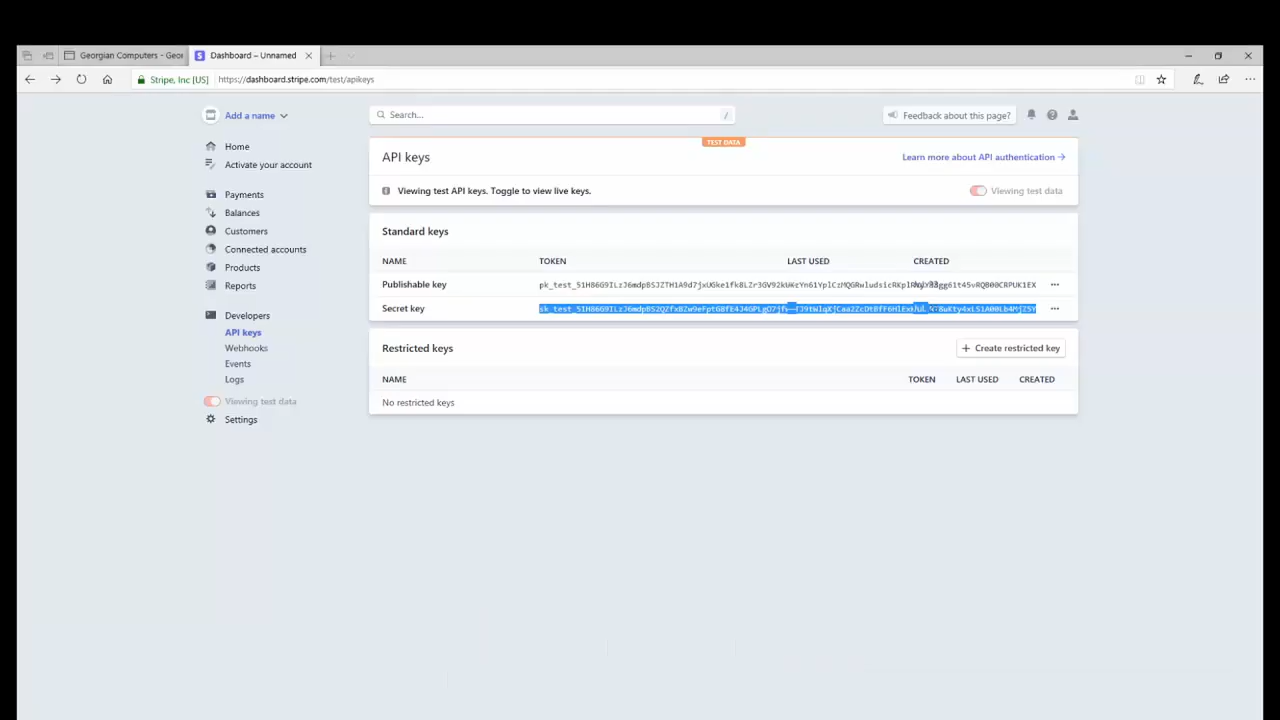 Georgian Computers - Geor
Dashboard – Unnamed
Stripe, Inc [US]
https://dashboard.stripe.com/test/apikeys
Add a name
Search...
/
Feedback about this page?
Home
Activate your account
Payments
Balances
Customers
Connected accounts
Products
Reports
Developers
API keys
Webhooks
Events
Logs
Viewing test data
Settings
TEST DATA
API keys
Learn more about API authentication →
Viewing test API keys. Toggle to view live keys.
Viewing test data
Standard keys
NAME TOKEN LAST USED CREATED
Publishable key
Secret key
Restricted keys
+ Create restricted key
NAME TOKEN LAST USED CREATED
No restricted keys